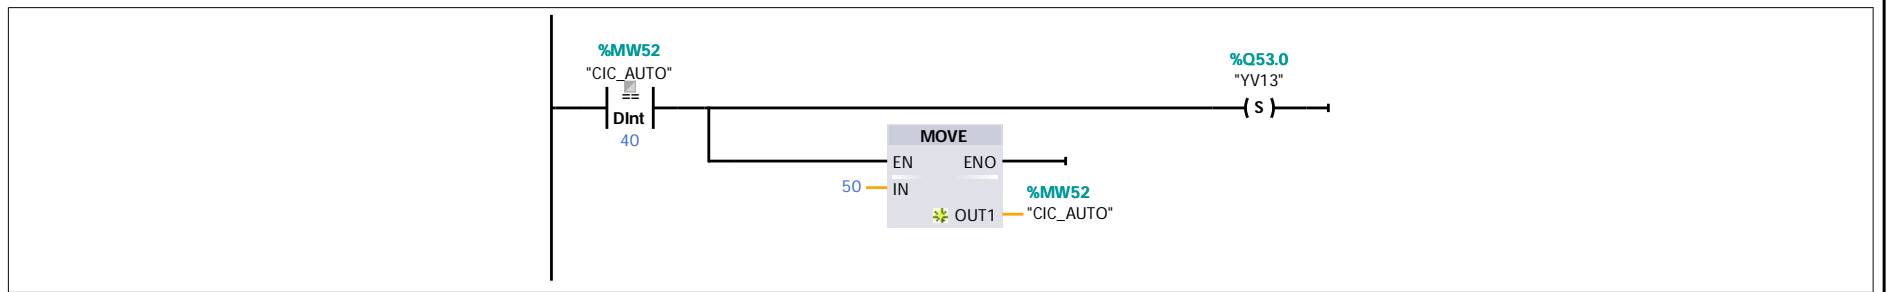 %MW52
"CIC_AUTO"
==
DInt
40
%Q53.0
"YV13"
S
MOVE
EN ENO
50 IN
%MW52
OUT1 "CIC_AUTO"